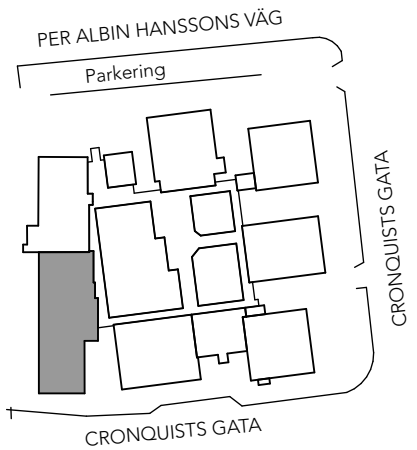 PER ALBIN HANSSONS VÄG
Parkering
CRONQUISTS GATA
CRONQUISTS GATA